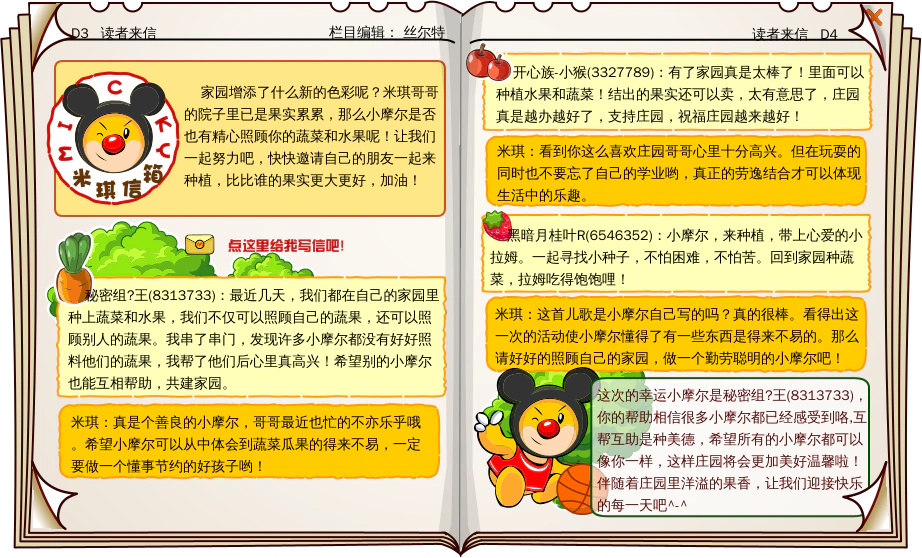 D3 读者来信
栏目编辑： 丝尔特
MICKY
米琪信箱
家园增添了什么新的色彩呢？米琪哥哥
的院子里已是果实累累，那么小摩尔是否
也有精心照顾你的蔬菜和水果呢！让我们
一起努力吧，快快邀请自己的朋友一起来
种植，比比谁的果实更大更好，加油！
点这里给我写信吧!
秘密组?王(8313733)：最近几天，我们都在自己的家园里
种上蔬菜和水果，我们不仅可以照顾自己的蔬果，还可以照
顾别人的蔬果。我串了串门，发现许多小摩尔都没有好好照
料他们的蔬果，我帮了他们后心里真高兴！希望别的小摩尔
也能互相帮助，共建家园。
米琪：真是个善良的小摩尔，哥哥最近也忙的不亦乐乎哦
。希望小摩尔可以从中体会到蔬菜瓜果的得来不易，一定
要做一个懂事节约的好孩子哟！
读者来信 D4
开心族-小猴(3327789)：有了家园真是太棒了！里面可以
种植水果和蔬菜！结出的果实还可以卖，太有意思了，庄园
真是越办越好了，支持庄园，祝福庄园越来越好！
米琪：看到你这么喜欢庄园哥哥心里十分高兴。但在玩耍的
同时也不要忘了自己的学业哟，真正的劳逸结合才可以体现
生活中的乐趣。
黑暗月桂叶R(6546352)：小摩尔，来种植，带上心爱的小
拉姆。一起寻找小种子，不怕困难，不怕苦。回到家园种蔬
菜，拉姆吃得饱饱哩！
米琪：这首儿歌是小摩尔自己写的吗？真的很棒。看得出这
一次的活动使小摩尔懂得了有一些东西是得来不易的。那么
请好好的照顾自己的家园，做一个勤劳聪明的小摩尔吧！
这次的幸运小摩尔是秘密组?王(8313733)，
你的帮助相信很多小摩尔都已经感受到咯,互
帮互助是种美德，希望所有的小摩尔都可以
像你一样，这样庄园将会更加美好温馨啦！
伴随着庄园里洋溢的果香，让我们迎接快乐
的每一天吧^-^